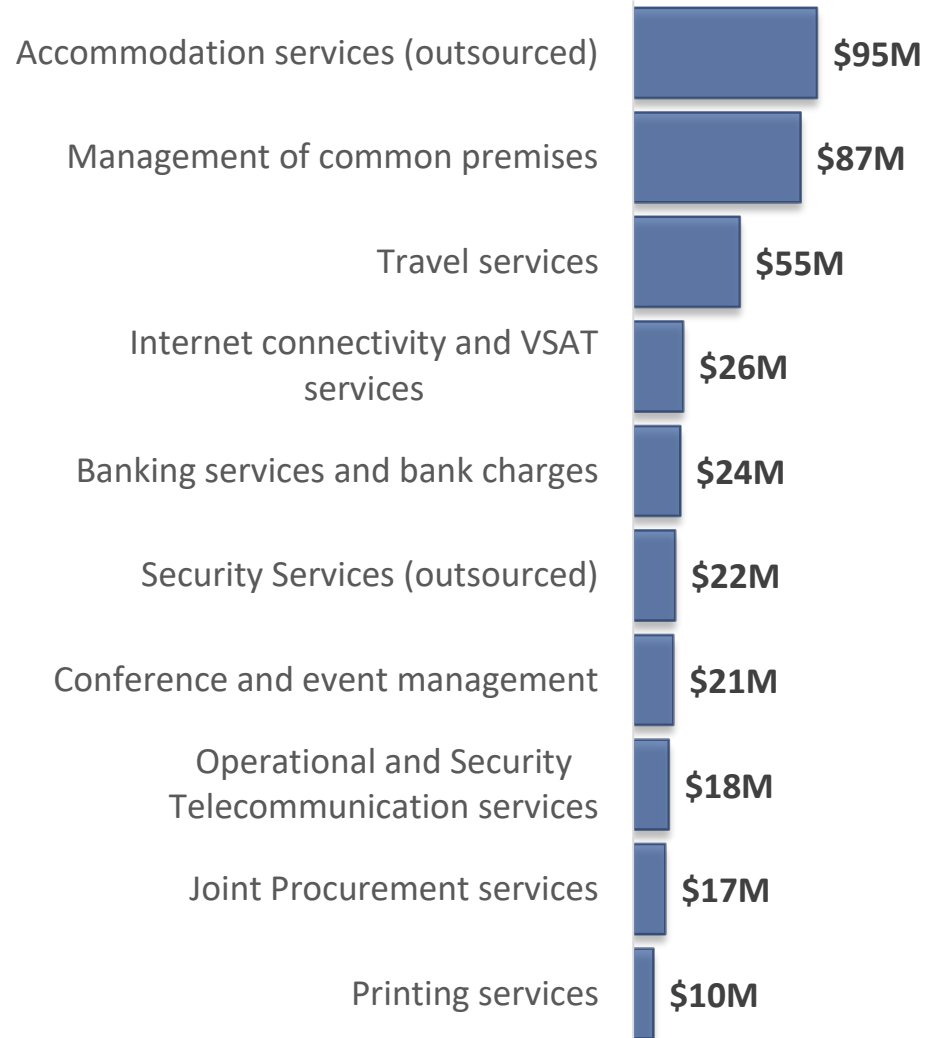 Accommodation services (outsourced) $95M
Management of common premises $87M
Travel services $55M
Internet connectivity and VSAT
services $26M
Banking services and bank charges $24M
Security Services (outsourced) $22M
Conference and event management $21M
Operational and Security
Telecommunication services $18M
Joint Procurement services $17M
Printing services $10M